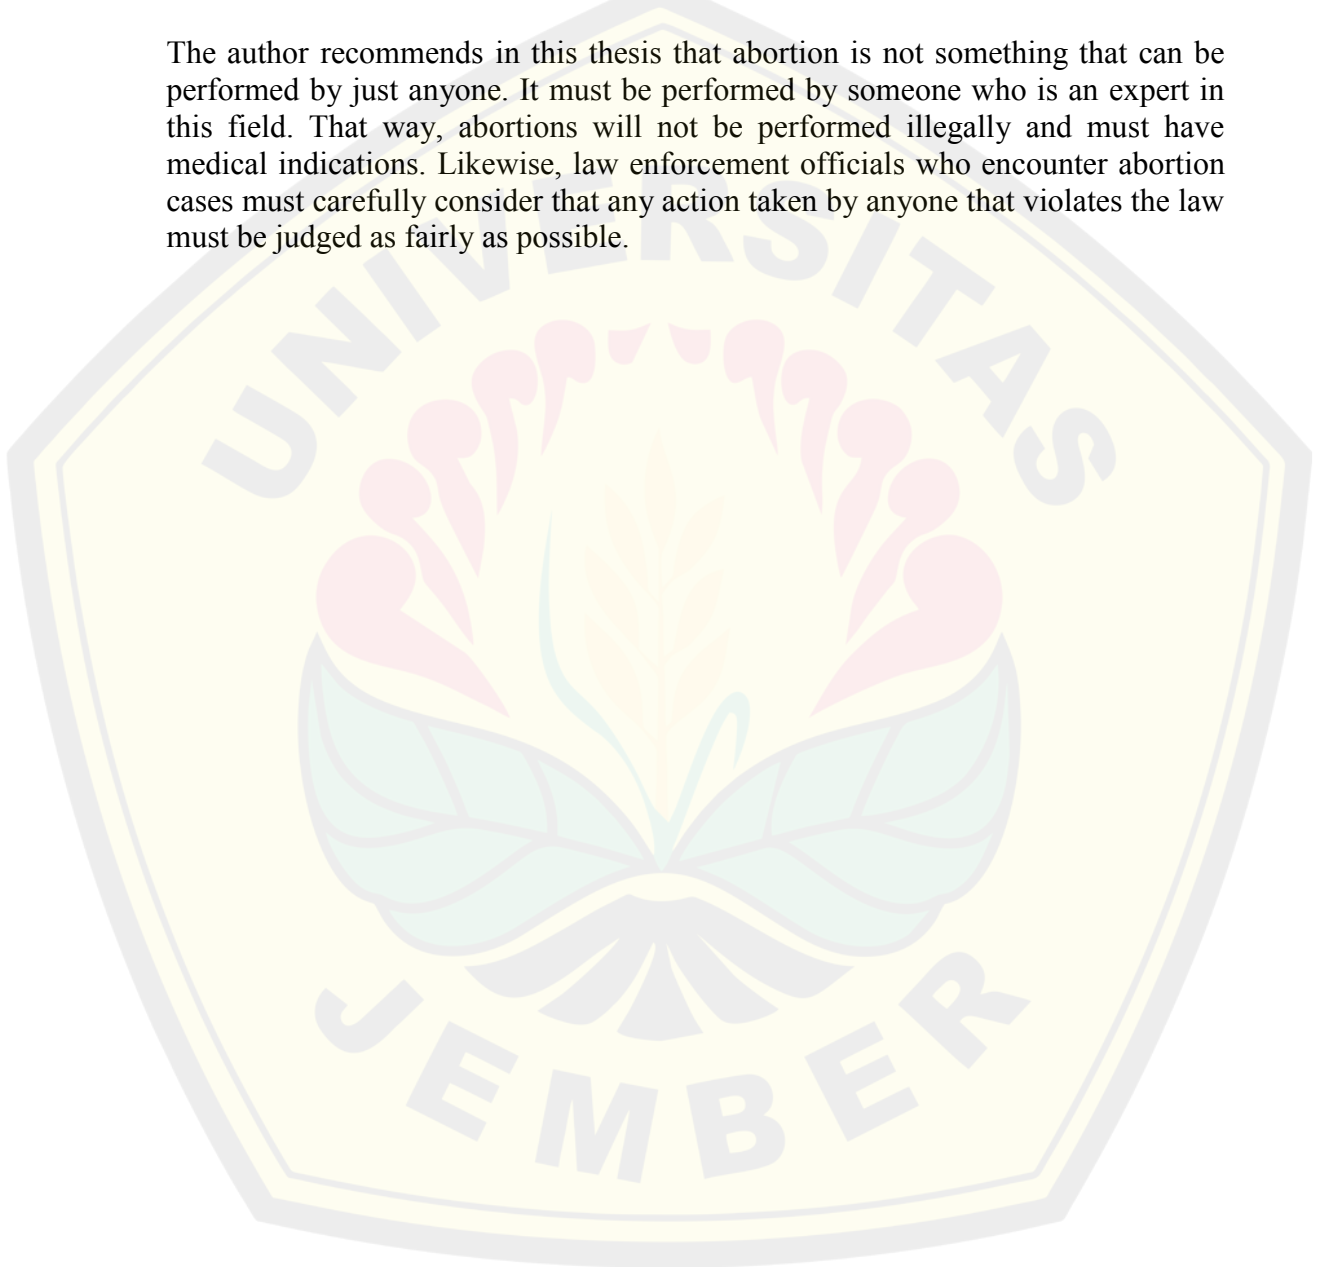 The author recommends in this thesis that abortion is not something that can be
performed by just anyone. It must be performed by someone who is an expert in
this field. That way, abortions will not be performed illegally and must have
medical indications. Likewise, law enforcement officials who encounter abortion
cases must carefully consider that any action taken by anyone that violates the law
must be judged as fairly as possible.
UNIVERSITAS
JEMBER